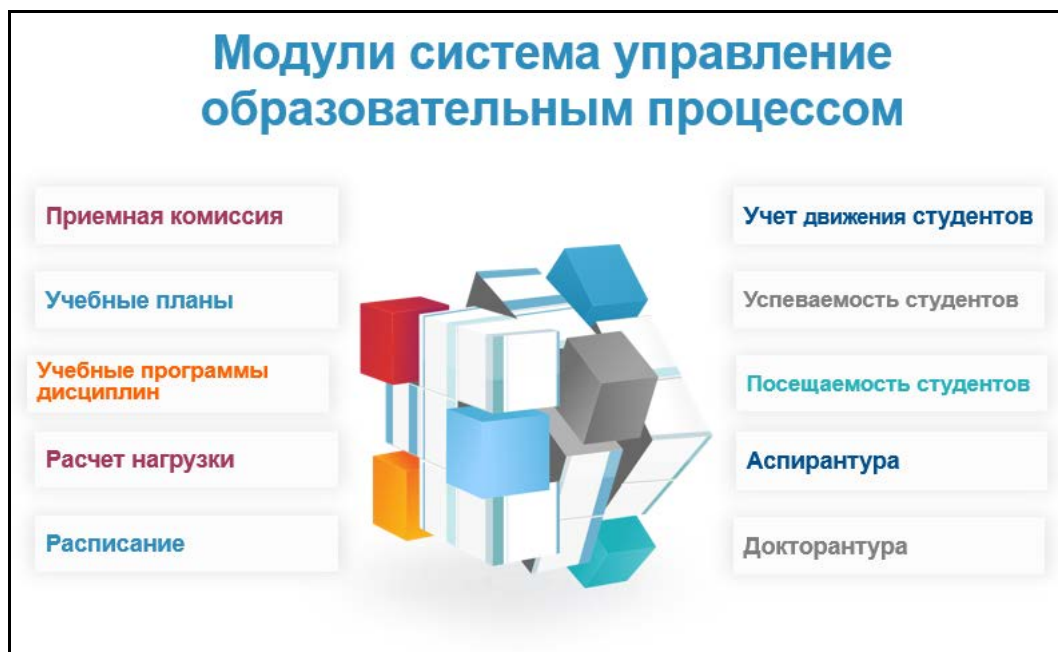 Модули система управление
образовательным процессом
Приемная комиссия
Учебные планы
Учебные программы
дисциплин
Расчет нагрузки
Расписание
Учет движения студентов
Успеваемость студентов
Посещаемость студентов
Аспирантура
Докторантура